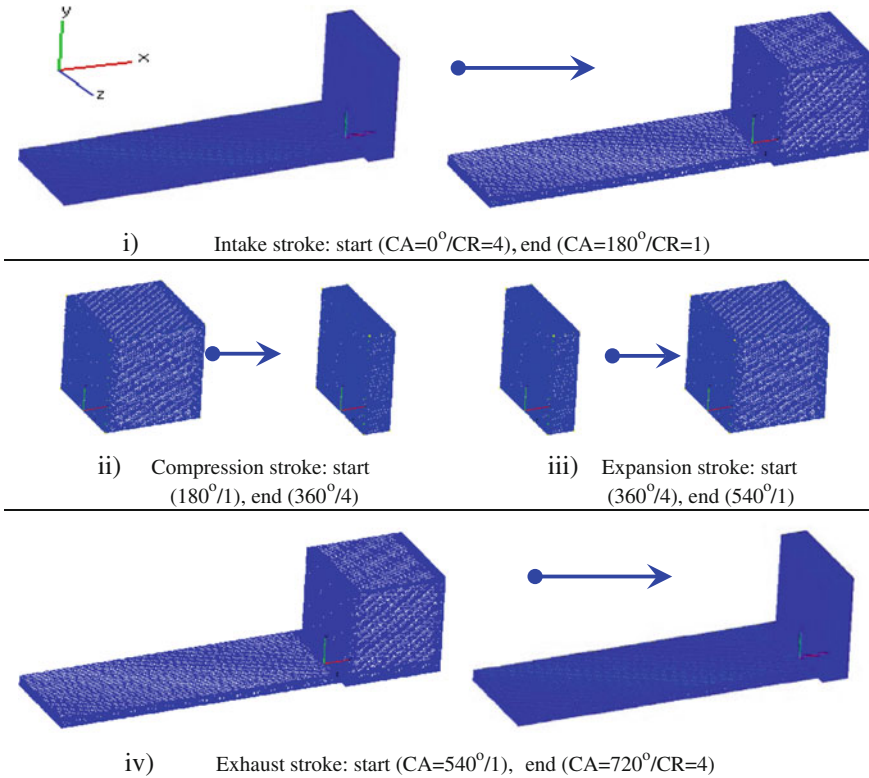 y
x
z
i) Intake stroke: start (CA=0°/CR=4), end (CA=180°/CR=1)
ii) Compression stroke: start
(180°/1), end (360°/4)
iii) Expansion stroke: start
(360°/4), end (540°/1)
iv) Exhaust stroke: start (CA=540°/1), end (CA=720°/CR=4)